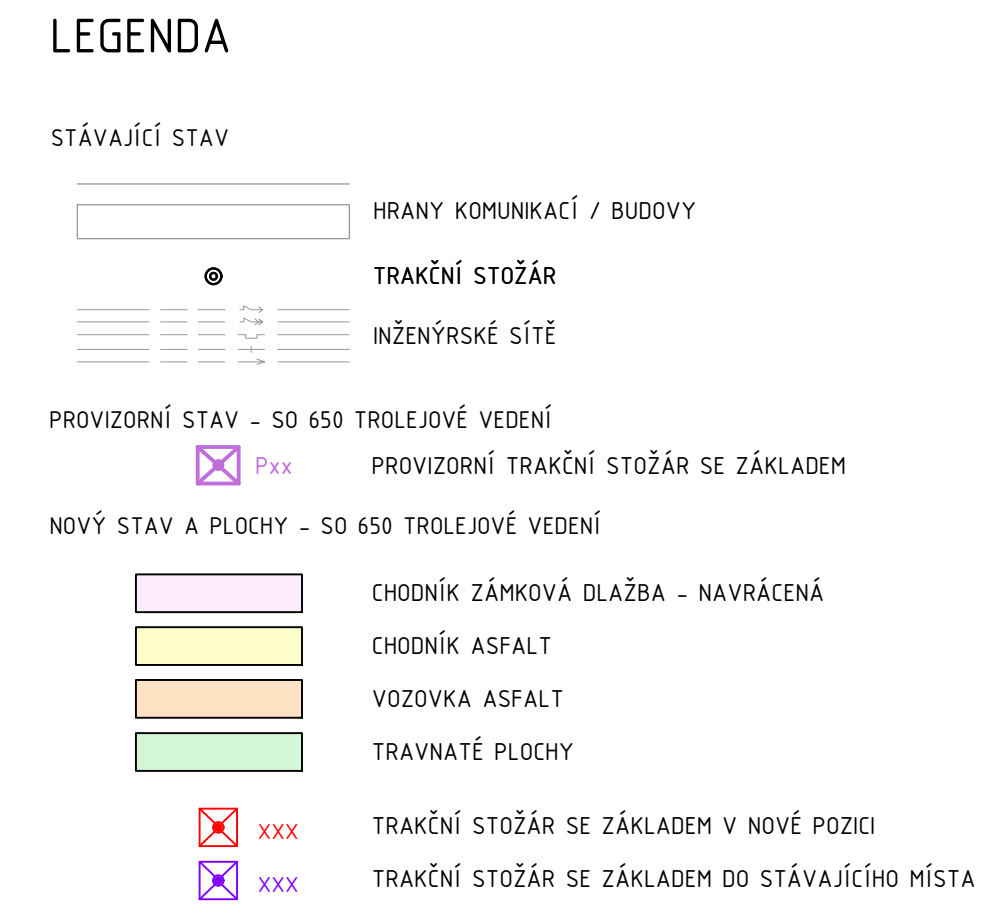 LEGENDA
STÁVAJÍCÍ STAV
HRANY KOMUNIKACÍ / BUDOVY
TRAKČNÍ STOŽÁR
INŽENÝRSKÉ SÍTĚ
PROVIZORNÍ STAV - SO 650 TROLEJOVÉ VEDENÍ
Pxx PROVIZORNÍ TRAKČNÍ STOŽÁR SE ZÁKLADEM
NOVÝ STAV A PLOCHY - SO 650 TROLEJOVÉ VEDENÍ
CHODNÍK ZÁMKOVÁ DLAŽBA - NAVRÁCENÁ
CHODNÍK ASFALT
VOZOVKA ASFALT
TRAVNATÉ PLOCHY
XXX TRAKČNÍ STOŽÁR SE ZÁKLADEM V NOVÉ POZICI
XXX TRAKČNÍ STOŽÁR SE ZÁKLADEM DO STÁVAJÍCÍHO MÍSTA